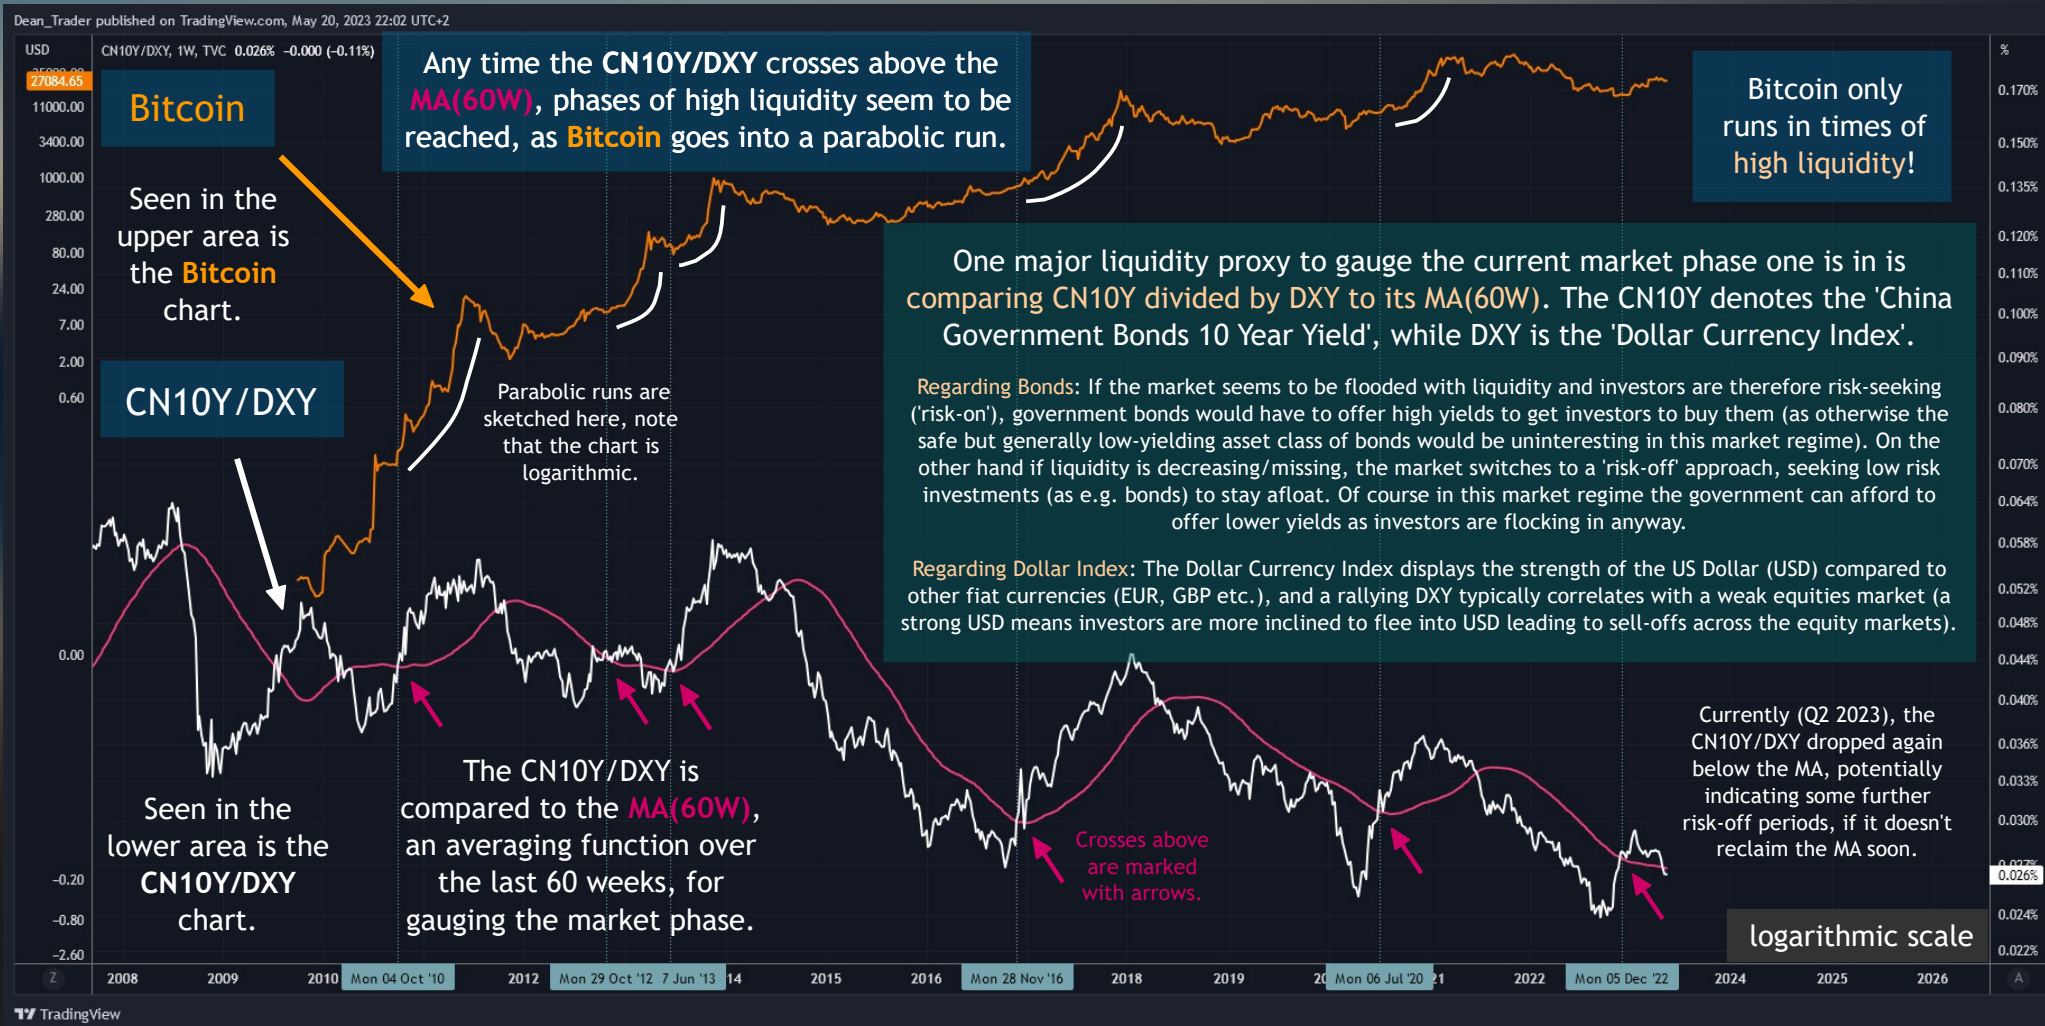 Dean_Trader published on TradingView.com, May 20, 2023 22:02 UTC+2
USD
CN10Y/DXY, 1W, TVC 0.026% −0.000 (−0.11%)
%
27084.65
11000.00
3400.00
1000.00
280.00
80.00
24.00
7.00
2.00
0.60
0.00
−0.20
−0.80
−2.60
Bitcoin
Seen in the
upper area is
the Bitcoin
chart.
CN10Y/DXY
Any time the CN10Y/DXY crosses above the
MA(60W), phases of high liquidity seem to be
reached, as Bitcoin goes into a parabolic run.
Bitcoin only
runs in times of
high liquidity!
One major liquidity proxy to gauge the current market phase one is in is
comparing CN10Y divided by DXY to its MA(60W). The CN10Y denotes the 'China
Government Bonds 10 Year Yield', while DXY is the 'Dollar Currency Index'.
Regarding Bonds: If the market seems to be flooded with liquidity and investors are therefore risk-seeking
('risk-on'), government bonds would have to offer high yields to get investors to buy them (as otherwise the
safe but generally low-yielding asset class of bonds would be uninteresting in this market regime). On the
other hand if liquidity is decreasing/missing, the market switches to a 'risk-off' approach, seeking low risk
investments (as e.g. bonds) to stay afloat. Of course in this market regime the government can afford to
offer lower yields as investors are flocking in anyway.
Regarding Dollar Index: The Dollar Currency Index displays the strength of the US Dollar (USD) compared to
other fiat currencies (EUR, GBP etc.), and a rallying DXY typically correlates with a weak equities market (a
strong USD means investors are more inclined to flee into USD leading to sell-offs across the equity markets).
Parabolic runs are
sketched here, note
that the chart is
logarithmic.
Seen in the
lower area is the
CN10Y/DXY
chart.
The CN10Y/DXY is
compared to the MA(60W),
an averaging function over
the last 60 weeks, for
gauging the market phase.
Crosses above
are marked
with arrows.
Currently (Q2 2023), the
CN10Y/DXY dropped again
below the MA, potentially
indicating some further
risk-off periods, if it doesn't
reclaim the MA soon.
logarithmic scale
0.170%
0.150%
0.135%
0.120%
0.110%
0.100%
0.090%
0.080%
0.070%
0.064%
0.058%
0.052%
0.048%
0.044%
0.040%
0.036%
0.033%
0.030%
0.027%
0.026%
0.024%
0.022%
Z 2008 2009 2010 Mon 04 Oct '10 2012 Mon 29 Oct '12 7 Jun '13 14 2015 2016 Mon 28 Nov '16 2018 2019 Mon 06 Jul '20 21 2022 Mon 05 Dec '22 2024 2025 2026 A
TradingView